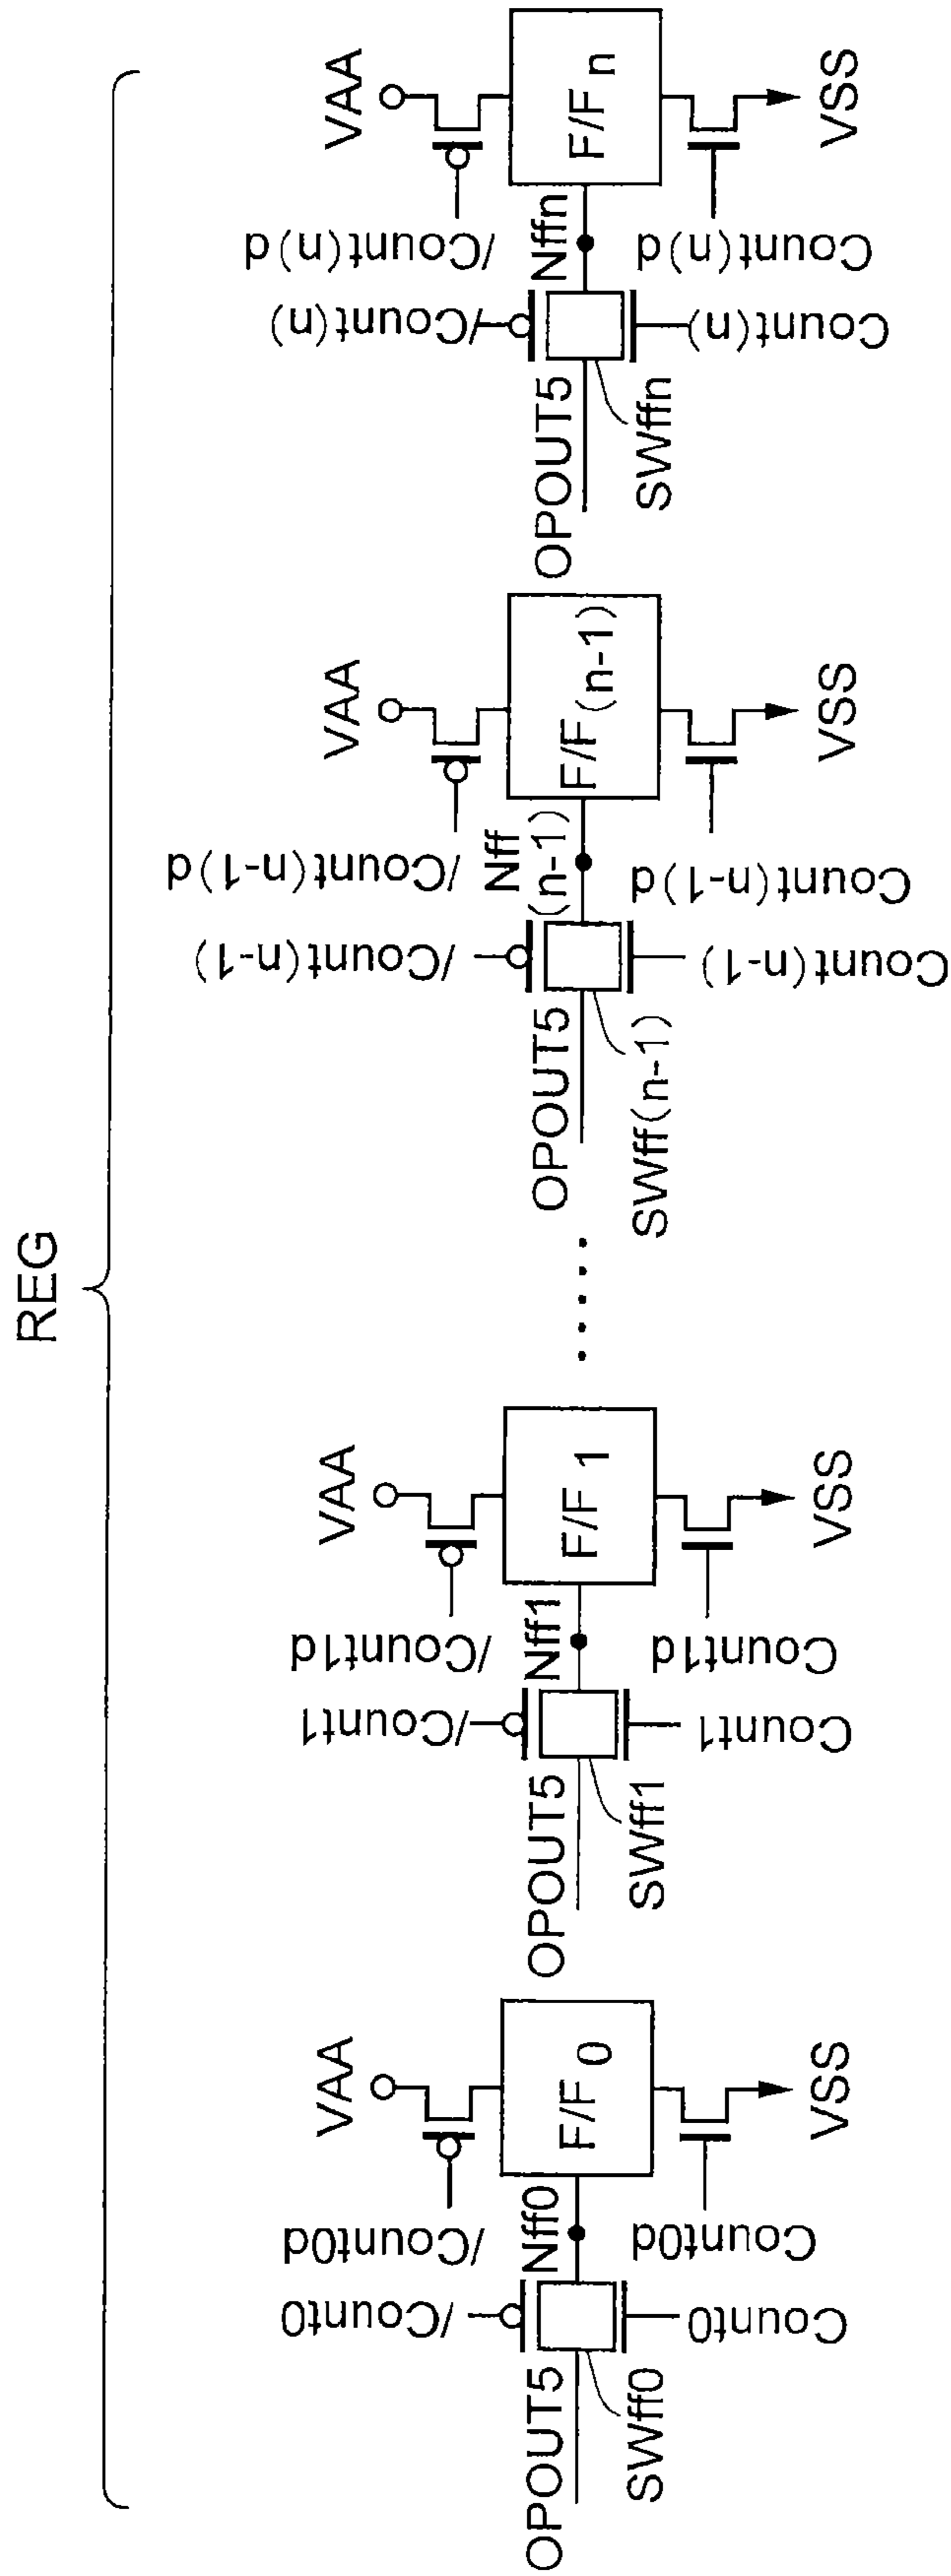 REG
VAA
/Count0d
/Count0
OPOUT5
Nff0
F/F 0
SWff0
Count0
Count0d
VSS
VAA
/Count1d
/Count1
OPOUT5
Nff1
F/F 1
SWff1
Count1
Count1d
VSS
.....
VAA
/Count(n-1)d
/Count(n-1)
OPOUT5
Nff
(n-1)
F/F (n-1)
SWff(n-1)
Count(n-1)
Count(n-1)d
VSS
VAA
/Count(n)d
/Count(n)
OPOUT5
Nffn
F/F n
SWffn
Count(n)
Count(n)d
VSS